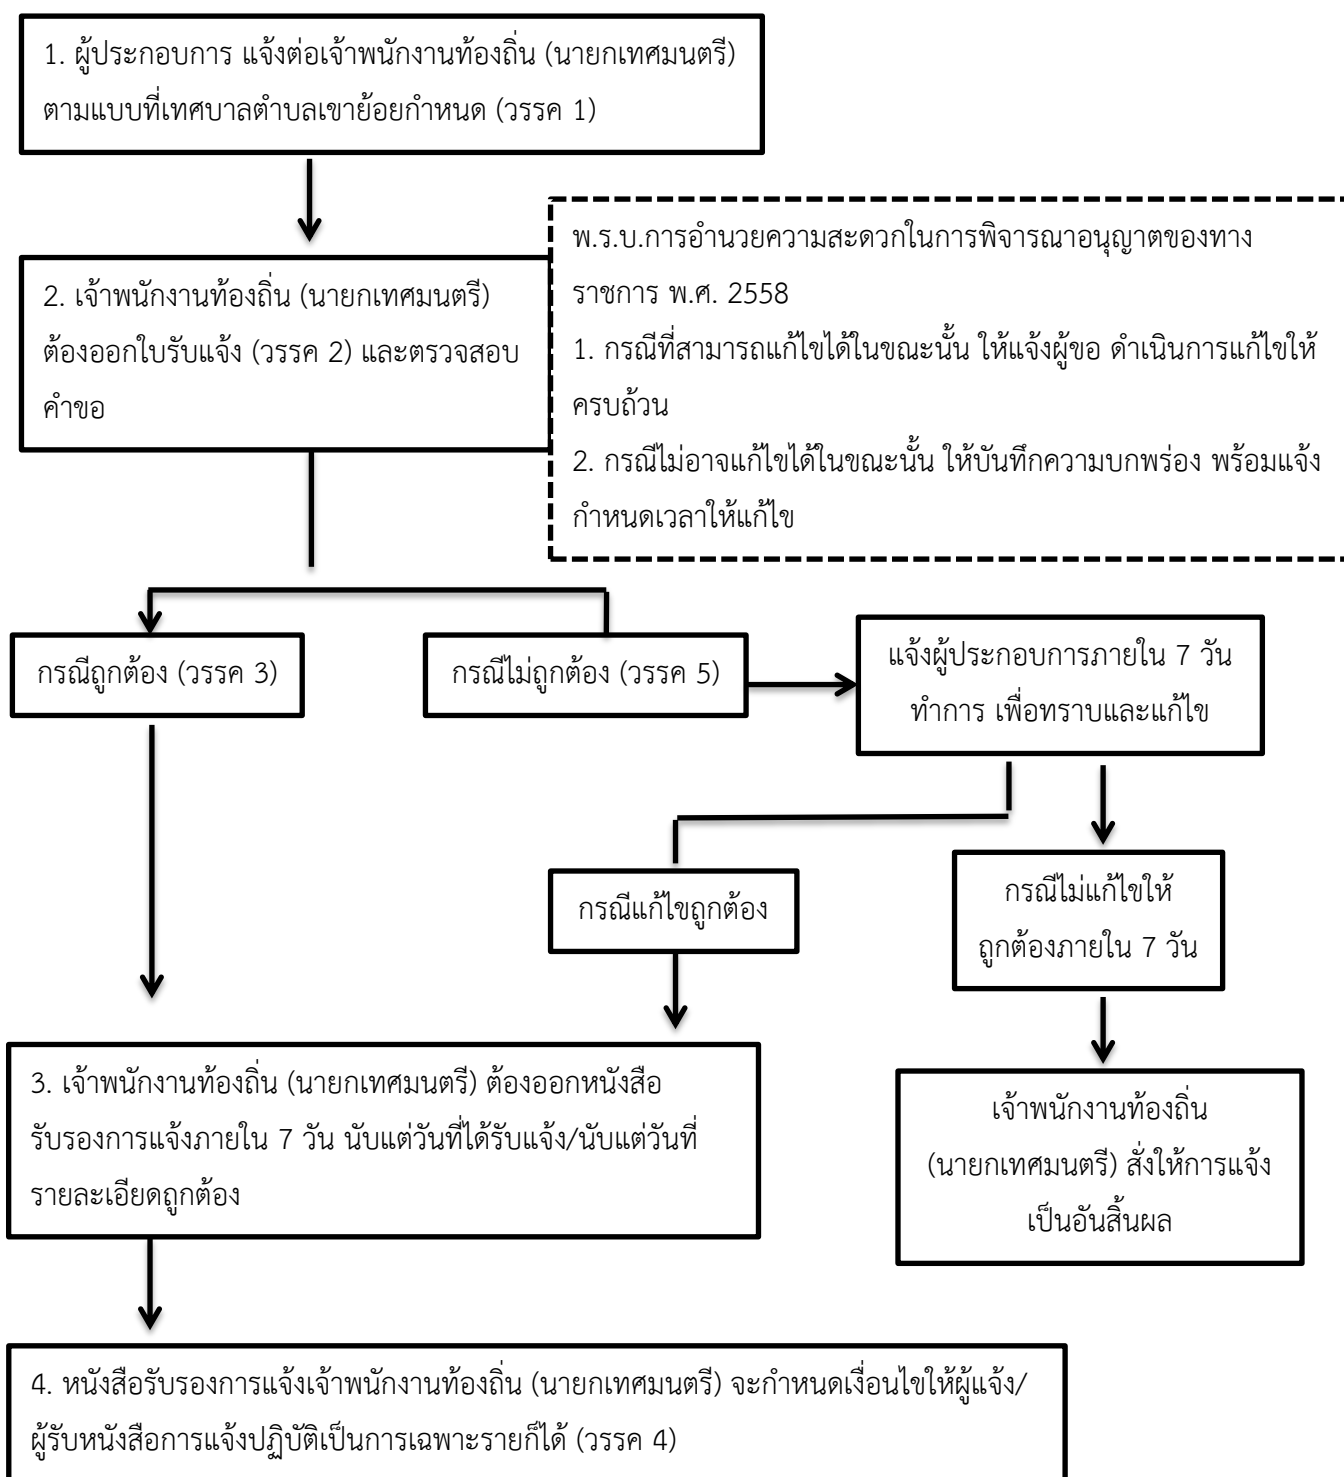 1. ผู้ประกอบการ แจ้งต่อเจ้าพนักงานท้องถิ่น (นายกเทศมนตรี)
ตามแบบที่เทศบาลตำบลเขาย้อยกำหนด (วรรค 1)
2. เจ้าพนักงานท้องถิ่น (นายกเทศมนตรี)
ต้องออกใบรับแจ้ง (วรรค 2) และตรวจสอบ
คำขอ
พ.ร.บ.การอำนวยความสะดวกในการพิจารณาอนุญาตของทาง
ราชการ พ.ศ. 2558
1. กรณีที่สามารถแก้ไขได้ในขณะนั้น ให้แจ้งผู้ขอ ดำเนินการแก้ไขให้
ครบถ้วน
2. กรณีไม่อาจแก้ไขได้ในขณะนั้น ให้บันทึกความบกพร่อง พร้อมแจ้ง
กำหนดเวลาให้แก้ไข
กรณีถูกต้อง (วรรค 3)
กรณีไม่ถูกต้อง (วรรค 5)
แจ้งผู้ประกอบการภายใน 7 วัน
ทำการ เพื่อทราบและแก้ไข
กรณีแก้ไขถูกต้อง
กรณีไม่แก้ไขให้
ถูกต้องภายใน 7 วัน
3. เจ้าพนักงานท้องถิ่น (นายกเทศมนตรี) ต้องออกหนังสือ
รับรองการแจ้งภายใน 7 วัน นับแต่วันที่ได้รับแจ้ง/นับแต่วันที่
รายละเอียดถูกต้อง
เจ้าพนักงานท้องถิ่น
(นายกเทศมนตรี) สั่งให้การแจ้ง
เป็นอันสิ้นผล
4. หนังสือรับรองการแจ้งเจ้าพนักงานท้องถิ่น (นายกเทศมนตรี) จะกำหนดเงื่อนไขให้ผู้แจ้ง/
ผู้รับหนังสือการแจ้งปฏิบัติเป็นการเฉพาะรายก็ได้ (วรรค 4)